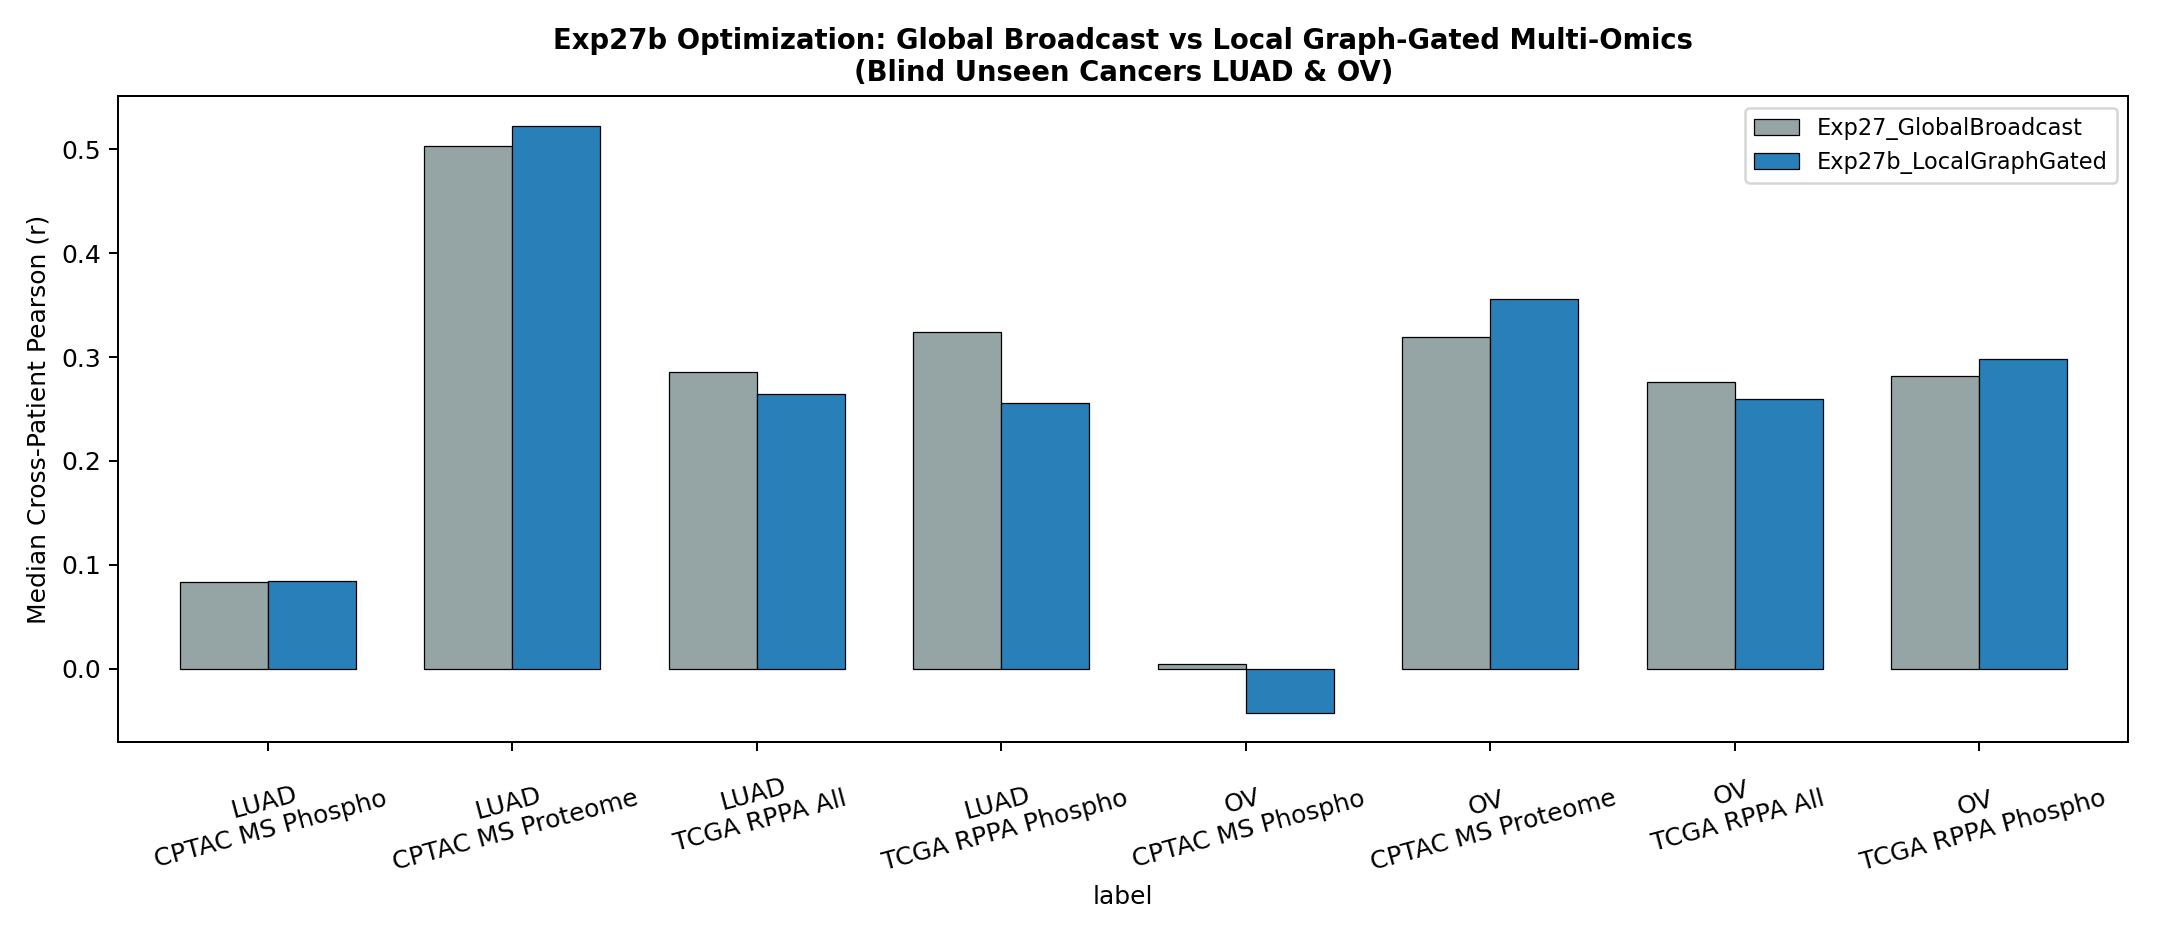 Exp27b Optimization: Global Broadcast vs Local Graph-Gated Multi-Omics
(Blind Unseen Cancers LUAD & OV)
Exp27_GlobalBroadcast
Exp27b_LocalGraphGated
Median Cross-Patient Pearson (r)
0.5
0.4
0.3
0.2
0.1
0.0
LUAD
CPTAC MS Phospho
LUAD
CPTAC MS Proteome
LUAD
TCGA RPPA All
LUAD
TCGA RPPA Phospho
OV
CPTAC MS Phospho
OV
CPTAC MS Proteome
OV
TCGA RPPA All
OV
TCGA RPPA Phospho
label